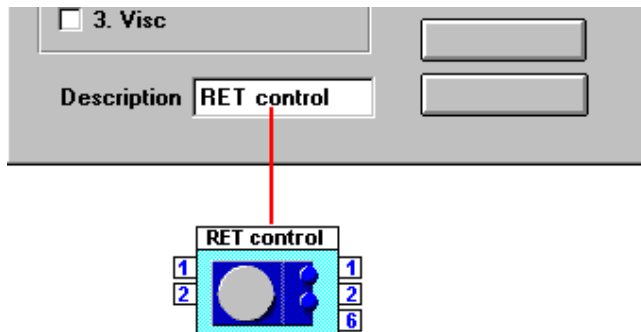 3. Visc
Description RET control
RET control
1 1
2 2
6